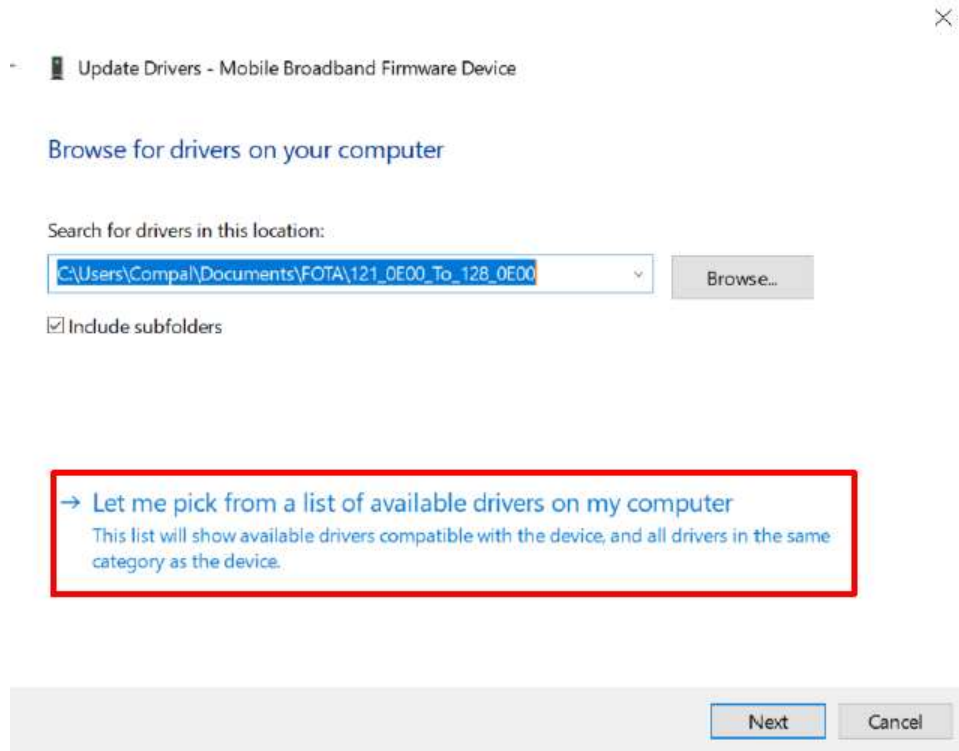 Update Drivers - Mobile Broadband Firmware Device
Browse for drivers on your computer
Search for drivers in this location:
C:\Users\Compal\Documents\FOTA\121_0E00_To_128_0E00
Browse...
Include subfolders
Let me pick from a list of available drivers on my computer
This list will show available drivers compatible with the device, and all drivers in the same
category as the device.
Next
Cancel